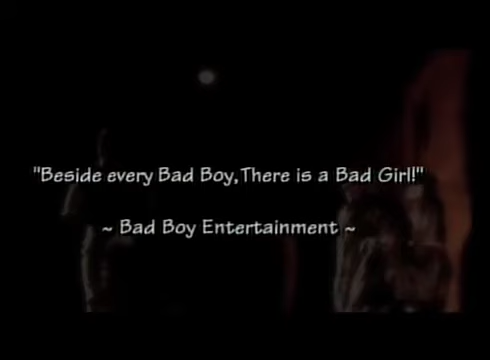 "Beside every Bad Boy,There is a Bad Girl!"
~ Bad Boy Entertainment ~